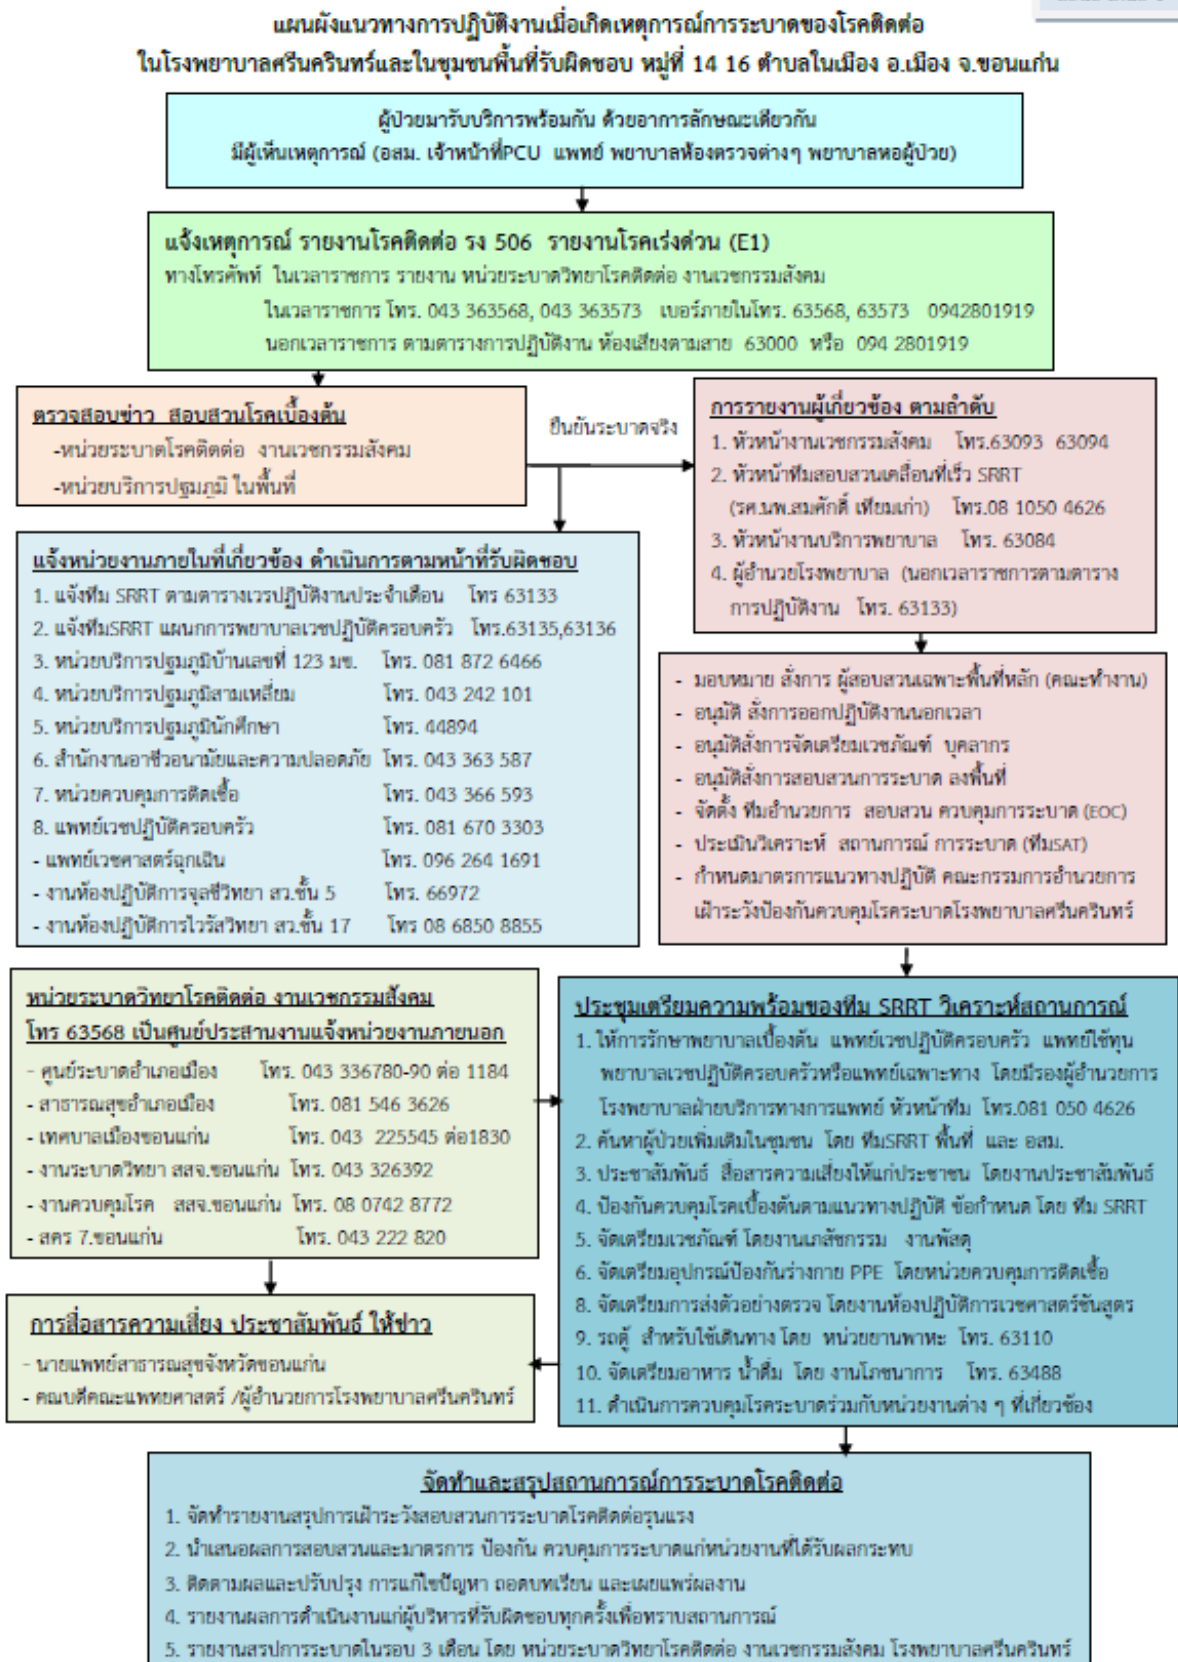 แผนผังแนวทางการปฏิบัติงานเมื่อเกิดเหตุการณ์การระบาดของโรคติดต่อ
ในโรงพยาบาลศรีนครินทร์และในชุมชนพื้นที่รับผิดชอบ หมู่ที่ 14 16 ตำบลในเมือง อ.เมือง จ.ขอนแก่น
ผู้ป่วยมารับบริการพร้อมกัน ด้วยอาการลักษณะเดียวกัน
มีผู้เห็นเหตุการณ์ (อสม. เจ้าหน้าที่PCU แพทย์ พยาบาลห้องตรวจต่างๆ พยาบาลหอผู้ป่วย)
แจ้งเหตุการณ์ รายงานโรคติดต่อ รง 506 รายงานโรคเร่งด่วน (E1)
ทางโทรศัพท์ ในเวลาราชการ รายงาน หน่วยระบาดวิทยาโรคติดต่อ งานเวชกรรมสังคม
ในเวลาราชการ โทร. 043 363568, 043 363573 เบอร์ภายในโทร. 63568, 63573 0942801919
นอกเวลาราชการ ตามตารางการปฏิบัติงาน ห้องเสียงตามสาย 63000 หรือ 094 2801919
ตรวจสอบข่าว สอบสวนโรคเบื้องต้น
-หน่วยระบาดโรคติดต่อ งานเวชกรรมสังคม
-หน่วยบริการปฐมภูมิ ในพื้นที่
ยืนยันระบาดจริง
การรายงานผู้เกี่ยวข้อง ตามลำดับ
1. หัวหน้างานเวชกรรมสังคม โทร.63093 63094
2. หัวหน้าทีมสอบสวนเคลื่อนที่เร็ว SRRT
(รศ.นพ.สมศักดิ์ เทียมเก่า) โทร.08 1050 4626
3. หัวหน้างานบริการพยาบาล โทร. 63084
4. ผู้อำนวยโรงพยาบาล (นอกเวลาราชการตามตาราง
การปฏิบัติงาน โทร. 63133)
แจ้งหน่วยงานภายในที่เกี่ยวข้อง ดำเนินการตามหน้าที่รับผิดชอบ
1. แจ้งทีม SRRT ตามตารางเวรปฏิบัติงานประจำเดือน โทร 63133
2. แจ้งทีมSRRT แผนกการพยาบาลเวชปฏิบัติครอบครัว โทร.63135,63136
3. หน่วยบริการปฐมภูมิบ้านเลขที่ 123 มข. โทร. 081 872 6466
4. หน่วยบริการปฐมภูมิสามเหลี่ยม โทร. 043 242 101
5. หน่วยบริการปฐมภูมินักศึกษา โทร. 44894
6. สำนักงานอาชีวอนามัยและความปลอดภัย โทร. 043 363 587
7. หน่วยควบคุมการติดเชื้อ โทร. 043 366 593
8. แพทย์เวชปฏิบัติครอบครัว โทร. 081 670 3303
- แพทย์เวชศาสตร์ฉุกเฉิน โทร. 096 264 1691
- งานห้องปฏิบัติการจุลชีวิทยา สว.ชั้น 5 โทร. 66972
- งานห้องปฏิบัติการไวรัสวิทยา สว.ชั้น 17 โทร 08 6850 8855
- มอบหมาย สั่งการ ผู้สอบสวนเฉพาะพื้นที่หลัก (คณะทำงาน)
- อนุมัติ สั่งการออกปฏิบัติงานนอกเวลา
- อนุมัติสั่งการจัดเตรียมเวชภัณฑ์ บุคลากร
- อนุมัติสั่งการสอบสวนการระบาด ลงพื้นที่
- จัดตั้ง ทีมอำนวยการ สอบสวน ควบคุมการระบาด (EOC)
- ประเมินวิเคราะห์ สถานการณ์ การระบาด (ทีมSAT)
- กำหนดมาตรการแนวทางปฏิบัติ คณะกรรมการอำนวยการ
เฝ้าระวังป้องกันควบคุมโรคระบาดโรงพยาบาลศรีนครินทร์
หน่วยระบาดวิทยาโรคติดต่อ งานเวชกรรมสังคม
โทร 63568 เป็นศูนย์ประสานงานแจ้งหน่วยงานภายนอก
- ศูนย์ระบาดอำเภอเมือง โทร. 043 336780-90 ต่อ 1184
- สาธารณสุขอำเภอเมือง โทร. 081 546 3626
- เทศบาลเมืองขอนแก่น โทร. 043 225545 ต่อ1830
- งานระบาดวิทยา สสจ.ขอนแก่น โทร. 043 326392
- งานควบคุมโรค สสจ.ขอนแก่น โทร. 08 0742 8772
- สคร 7.ขอนแก่น โทร. 043 222 820
ประชุมเตรียมความพร้อมของทีม SRRT วิเคราะห์สถานการณ์
1. ให้การรักษาพยาบาลเบื้องต้น แพทย์เวชปฏิบัติครอบครัว แพทย์ใช้ทุน
พยาบาลเวชปฏิบัติครอบครัวหรือแพทย์เฉพาะทาง โดยมีรองผู้อำนวยการ
โรงพยาบาลฝ่ายบริการทางการแพทย์ หัวหน้าทีม โทร.081 050 4626
2. ค้นหาผู้ป่วยเพิ่มเติมในชุมชน โดย ทีมSRRT พื้นที่ และ อสม.
3. ประชาสัมพันธ์ สื่อสารความเสี่ยงให้แก่ประชาชน โดยงานประชาสัมพันธ์
4. ป้องกันควบคุมโรคเบื้องต้นตามแนวทางปฏิบัติ ข้อกำหนด โดย ทีม SRRT
5. จัดเตรียมเวชภัณฑ์ โดยงานเภสัชกรรม งานพัสดุ
6. จัดเตรียมอุปกรณ์ป้องกันร่างกาย PPE โดยหน่วยควบคุมการติดเชื้อ
8. จัดเตรียมการส่งตัวอย่างตรวจ โดยงานห้องปฏิบัติการเวชศาสตร์ชันสูตร
9. รถตู้ สำหรับใช้เดินทาง โดย หน่วยยานพาหะ โทร. 63110
10. จัดเตรียมอาหาร น้ำดื่ม โดย งานโภชนาการ โทร. 63488
11. ดำเนินการควบคุมโรคระบาดร่วมกับหน่วยงานต่าง ๆ ที่เกี่ยวข้อง
การสื่อสารความเสี่ยง ประชาสัมพันธ์ ให้ข่าว
- นายแพทย์สาธารณสุขจังหวัดขอนแก่น
- คณบดีคณะแพทยศาสตร์ /ผู้อำนวยการโรงพยาบาลศรีนครินทร์
จัดทำและสรุปสถานการณ์การระบาดโรคติดต่อ
1. จัดทำรายงานสรุปการเฝ้าระวังสอบสวนการระบาดโรคติดต่อรุนแรง
2. นำเสนอผลการสอบสวนและมาตรการ ป้องกัน ควบคุมการระบาดแก่หน่วยงานที่ได้รับผลกระทบ
3. ติดตามผลและปรับปรุง การแก้ไขปัญหา ถอดบทเรียน และเผยแพร่ผลงาน
4. รายงานผลการดำเนินงานแก่ผู้บริหารที่รับผิดชอบทุกครั้งเพื่อทราบสถานการณ์
5. รายงานสรุปการระบาดในรอบ 3 เดือน โดย หน่วยระบาดวิทยาโรคติดต่อ งานเวชกรรมสังคม โรงพยาบาลศรีนครินทร์